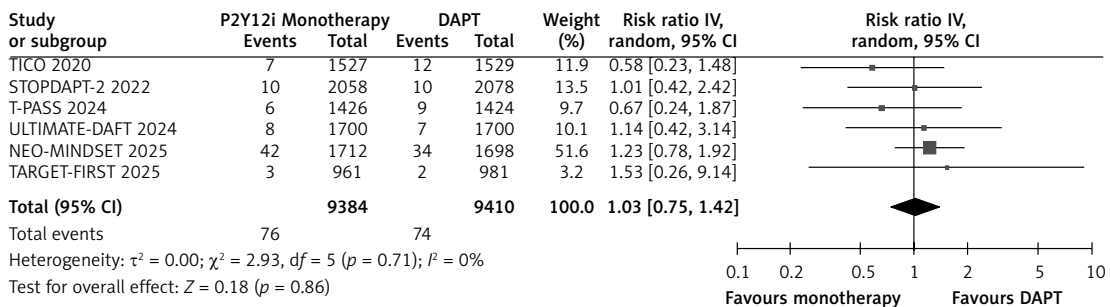 Study P2Y12i Monotherapy DAPT Weight Risk ratio IV, Risk ratio IV,
or subgroup Events Total Events Total (%) random, 95% CI random, 95% CI
TICO 2020 7 1527 12 1529 11.9 0.58 [0.23, 1.48]
STOPDAPT-2 2022 10 2058 10 2078 13.5 1.01 [0.42, 2.42]
T-PASS 2024 6 1426 9 1424 9.7 0.67 [0.24, 1.87]
ULTIMATE-DAFT 2024 8 1700 7 1700 10.1 1.14 [0.42, 3.14]
NEO-MINDSET 2025 42 1712 34 1698 51.6 1.23 [0.78, 1.92]
TARGET-FIRST 2025 3 961 2 981 3.2 1.53 [0.26, 9.14]
Total (95% CI) 9384 9410 100.0 1.03 [0.75, 1.42]
Total events 76 74
Heterogeneity: τ² = 0.00; χ² = 2.93, df = 5 (p = 0.71); I² = 0%
Test for overall effect: Z = 0.18 (p = 0.86)
0.1 0.2 0.5 1 2 5 10
Favours monotherapy Favours DAPT